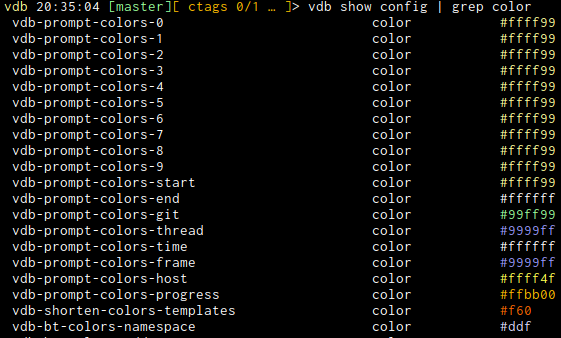 vdb 20:35:04 [master][ ctags 0/1 … ]> vdb show config | grep color
vdb-prompt-colors-0 color #ffff99
vdb-prompt-colors-1 color #ffff99
vdb-prompt-colors-2 color #ffff99
vdb-prompt-colors-3 color #ffff99
vdb-prompt-colors-4 color #ffff99
vdb-prompt-colors-5 color #ffff99
vdb-prompt-colors-6 color #ffff99
vdb-prompt-colors-7 color #ffff99
vdb-prompt-colors-8 color #ffff99
vdb-prompt-colors-9 color #ffff99
vdb-prompt-colors-start color #ffff99
vdb-prompt-colors-end color #ffffff
vdb-prompt-colors-git color #99ff99
vdb-prompt-colors-thread color #9999ff
vdb-prompt-colors-time color #ffffff
vdb-prompt-colors-frame color #9999ff
vdb-prompt-colors-host color #ffff4f
vdb-prompt-colors-progress color #ffbb00
vdb-shorten-colors-templates color #f60
vdb-bt-colors-namespace color #ddf